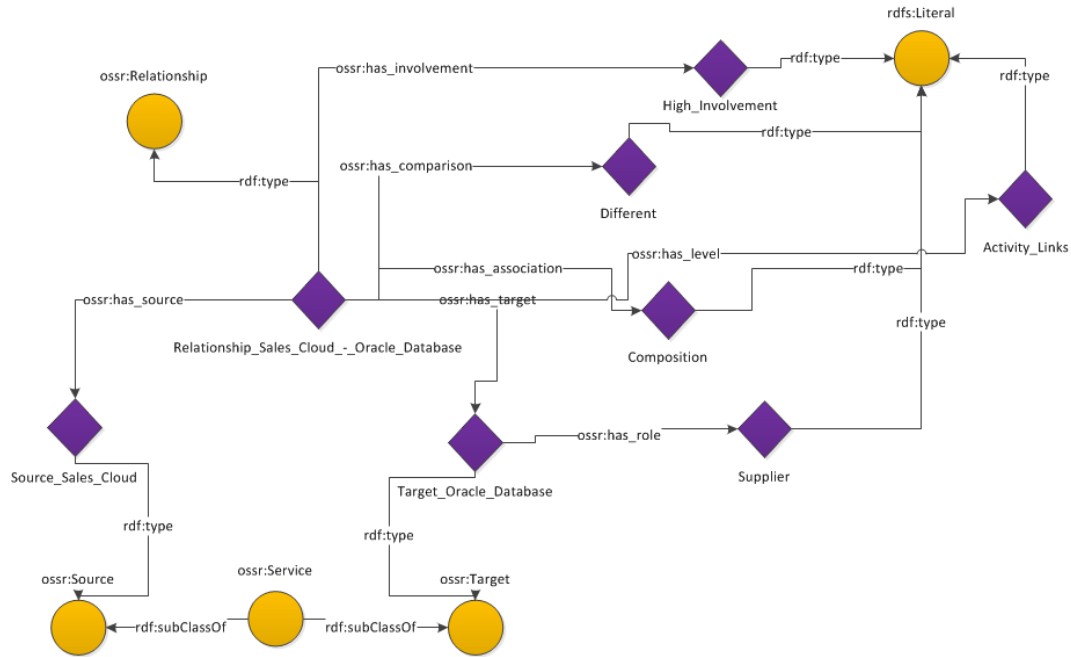 rdfs:Literal
ossr:has_involvement
rdf:type
ossr:Relationship
rdf:type
High_Involvement
rdf:type
ossr:has_comparison
rdf:type
Different
Activity_Links
ossr:has_level
ossr:has_association
rdf:type
ossr:has_source
ossr:has_target
rdf:type
Relationship_Sales_Cloud_-_Oracle_Database
Composition
ossr:has_role
Source_Sales_Cloud
Target_Oracle_Database
Supplier
rdf:type
rdf:type
ossr:Source
ossr:Service
ossr:Target
rdf:subClassOf
rdf:subClassOf